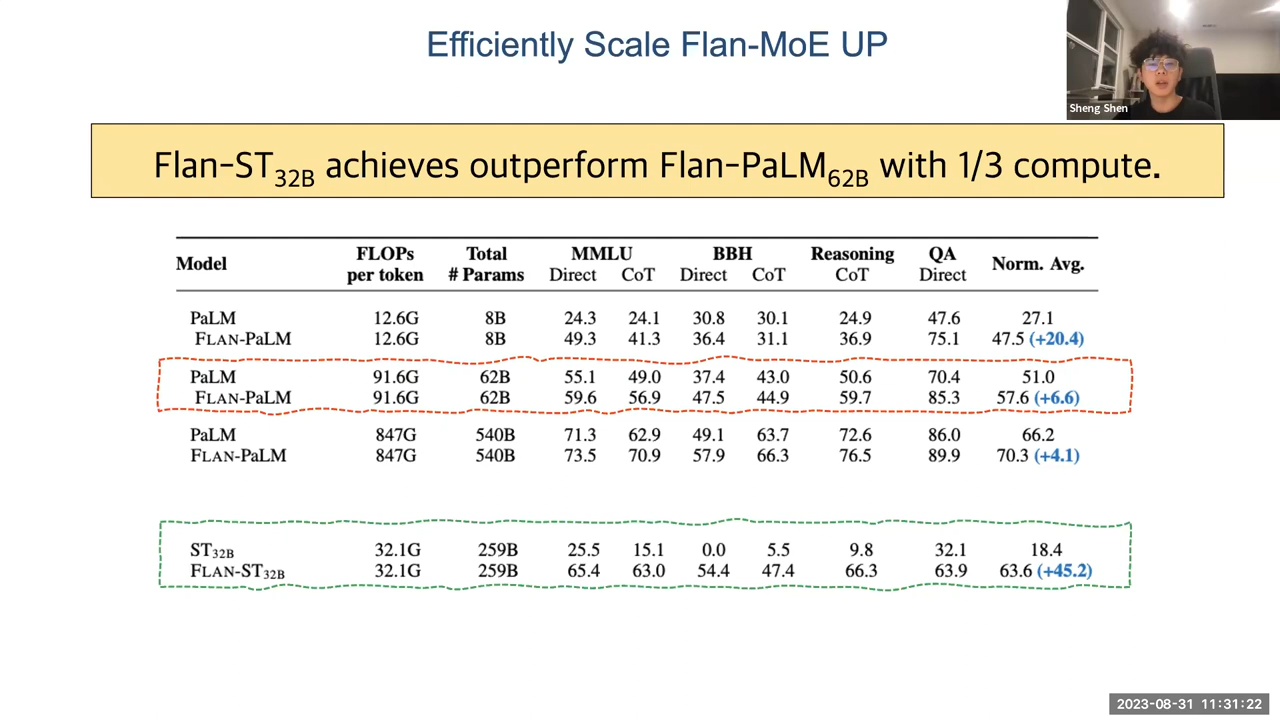 Efficiently Scale Flan-MoE UP
Sheng Shen
Flan-ST32B achieves outperform Flan-PaLM62B with 1/3 compute.
Model FLOPs per token Total # Params MMLU Direct CoT BBH Direct CoT Reasoning CoT QA Direct Norm. Avg.
PaLM 12.6G 8B 24.3 24.1 30.8 30.1 24.9 47.6 27.1
FLAN-PaLM 12.6G 8B 49.3 41.3 36.4 31.1 36.9 75.1 47.5 (+20.4)
PaLM 91.6G 62B 55.1 49.0 37.4 43.0 50.6 70.4 51.0
FLAN-PaLM 91.6G 62B 59.6 56.9 47.5 44.9 59.7 85.3 57.6 (+6.6)
PaLM 847G 540B 71.3 62.9 49.1 63.7 72.6 86.0 66.2
FLAN-PaLM 847G 540B 73.5 70.9 57.9 66.3 76.5 89.9 70.3 (+4.1)
ST32B 32.1G 259B 25.5 15.1 0.0 5.5 9.8 32.1 18.4
FLAN-ST32B 32.1G 259B 65.4 63.0 54.4 47.4 66.3 63.9 63.6 (+45.2)
2023-08-31 11:31:22